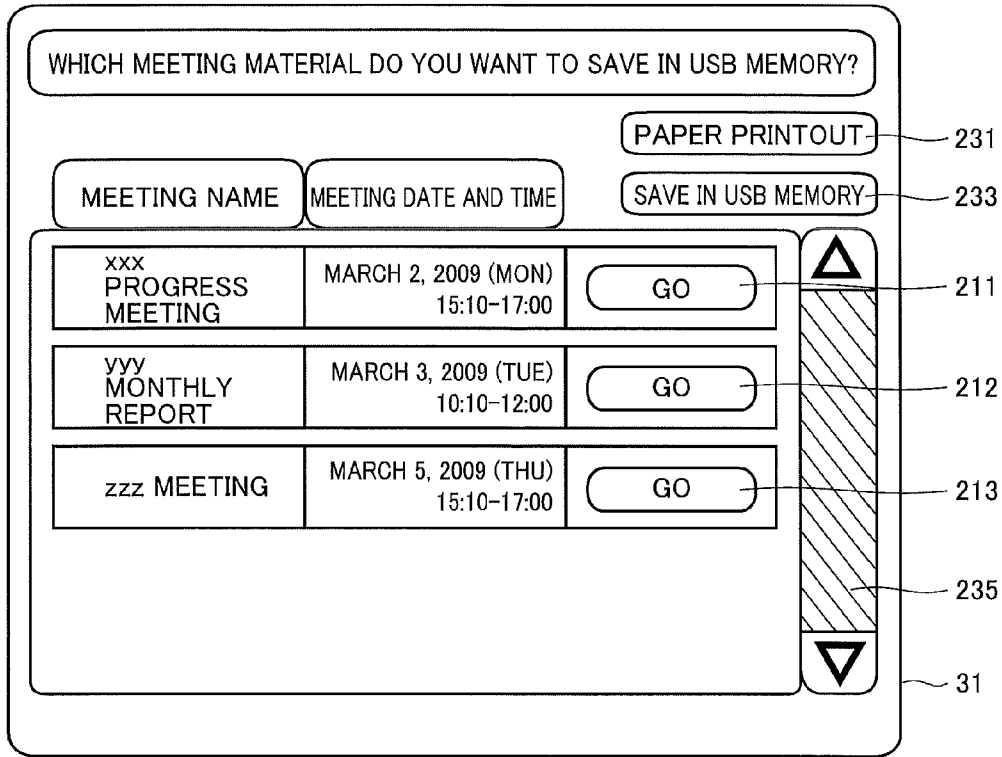 WHICH MEETING MATERIAL DO YOU WANT TO SAVE IN USB MEMORY?
PAPER PRINTOUT
231
MEETING NAME
MEETING DATE AND TIME
SAVE IN USB MEMORY
233
xxx
PROGRESS
MEETING
MARCH 2, 2009 (MON)
15:10-17:00
GO
211
yyy
MONTHLY
REPORT
MARCH 3, 2009 (TUE)
10:10-12:00
GO
212
zzz MEETING
MARCH 5, 2009 (THU)
15:10-17:00
GO
213
235
31